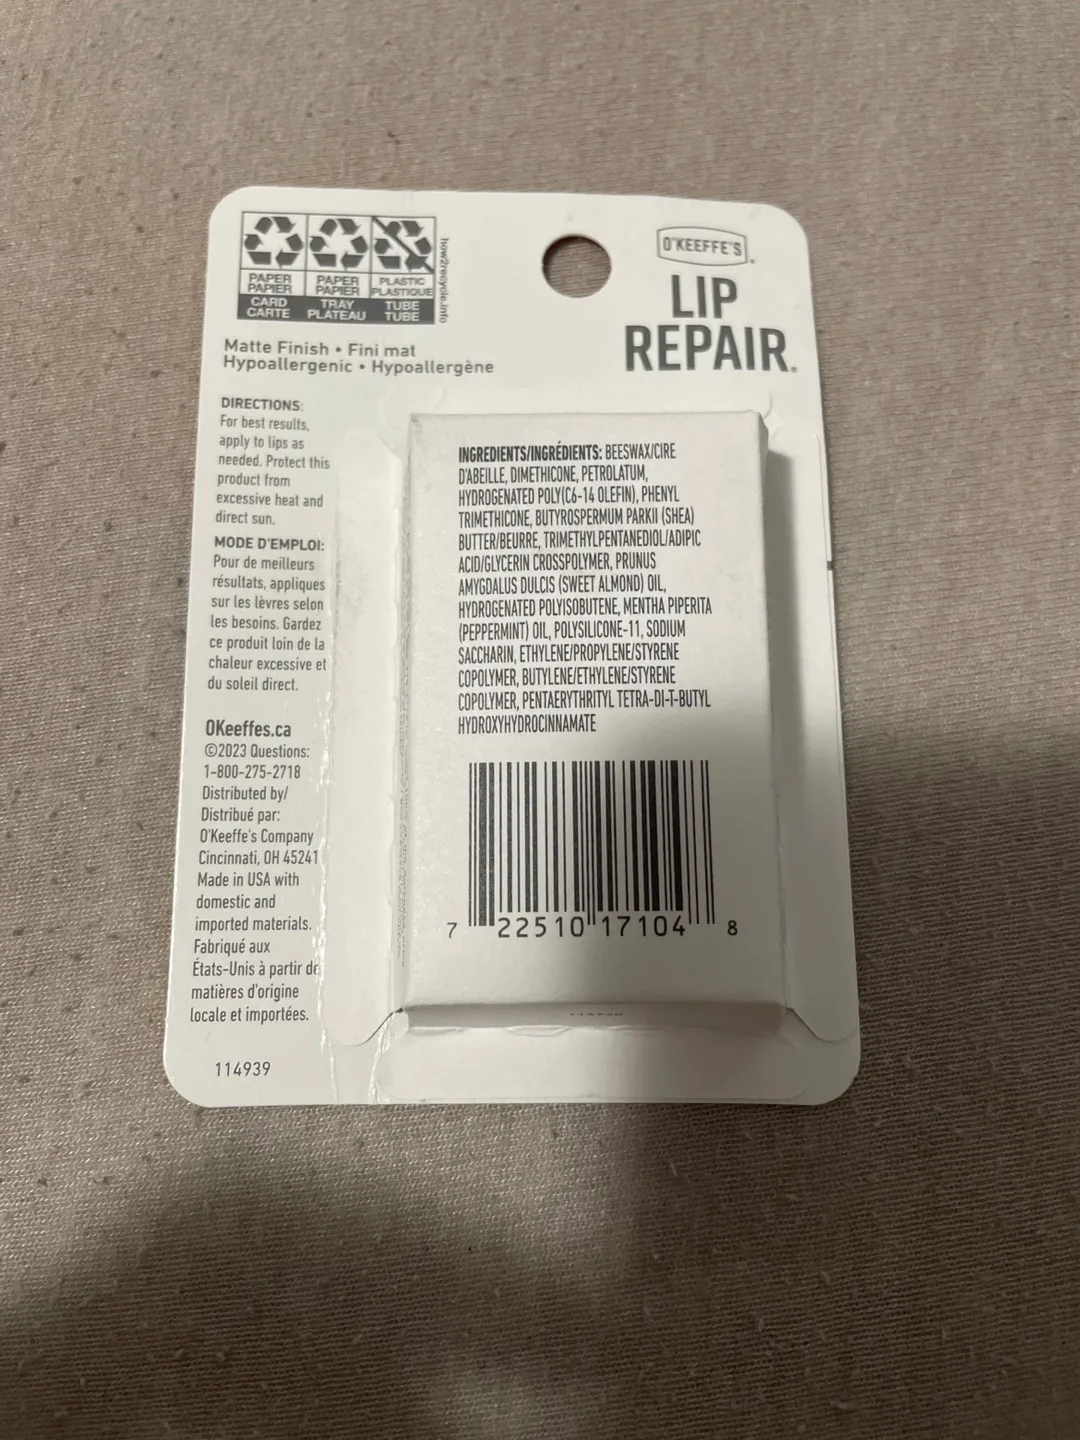 PAPER
PAPIER
CARD
CARTE
PAPER
PAPIER
TRAY
PLATEAU
PLASTIC
PLASTIQUE
TUBE
TUBE
how2recycle.info
O'KEEFFE'S
LIP
REPAIR.
Matte Finish • Fini mat
Hypoallergenic • Hypoallergène
DIRECTIONS:
For best results,
apply to lips as
needed. Protect this
product from
excessive heat and
direct sun.
MODE D'EMPLOI:
Pour de meilleurs
résultats, appliques
sur les lèvres selon
les besoins. Gardez
ce produit loin de la
chaleur excessive et
du soleil direct.
OKeeffes.ca
©2023 Questions:
1-800-275-2718
Distributed by/
Distribué par:
O'Keeffe's Company
Cincinnati, OH 45241
Made in USA with
domestic and
imported materials.
Fabriqué aux
États-Unis à partir de
matières d'origine
locale et importées.
114939
INGREDIENTS/INGRÉDIENTS: BEESWAX/CIRE
D'ABEILLE, DIMETHICONE, PETROLATUM,
HYDROGENATED POLY(C6-14 OLEFIN), PHENYL
TRIMETHICONE, BUTYROSPERMUM PARKII (SHEA)
BUTTER/BEURRE, TRIMETHYLPENTANEDIOL/ADIPIC
ACID/GLYCERIN CROSSPOLYMER, PRUNUS
AMYGDALUS DULCIS (SWEET ALMOND) OIL,
HYDROGENATED POLYISOBUTENE, MENTHA PIPERITA
(PEPPERMINT) OIL, POLYSILICONE-11, SODIUM
SACCHARIN, ETHYLENE/PROPYLENE/STYRENE
COPOLYMER, BUTYLENE/ETHYLENE/STYRENE
COPOLYMER, PENTAERYTHRITYL TETRA-DI-T-BUTYL
HYDROXYHYDROCINNAMATE
7 22510 17104 8